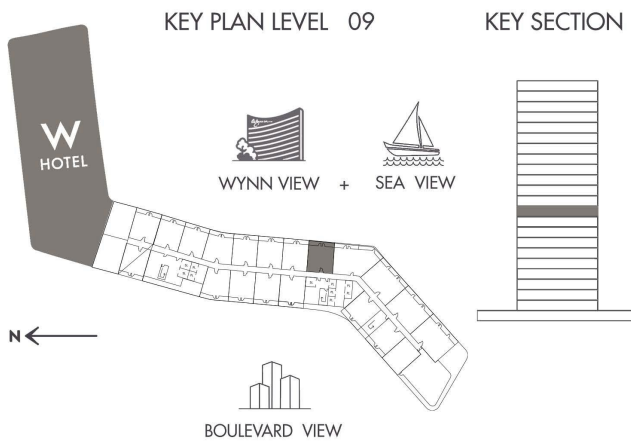 KEY PLAN LEVEL 09
KEY SECTION
W
HOTEL
WYNN VIEW + SEA VIEW
N
BOULEVARD VIEW